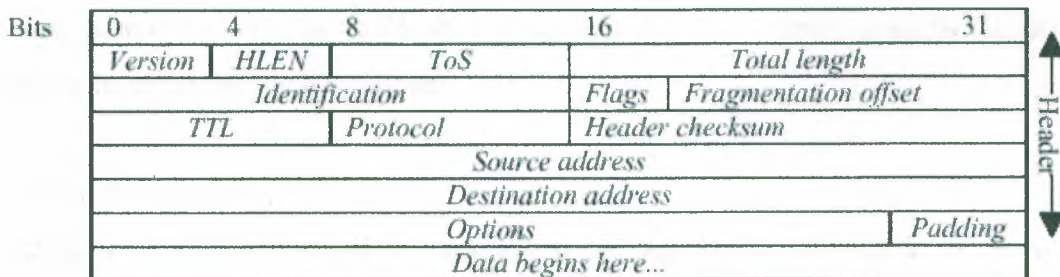 Bits 0 4 8 16 31
Version HLEN ToS Total length
Identification Flags Fragmentation offset
TTL Protocol Header checksum
Source address
Destination address
Options Padding
Data begins here...
Header